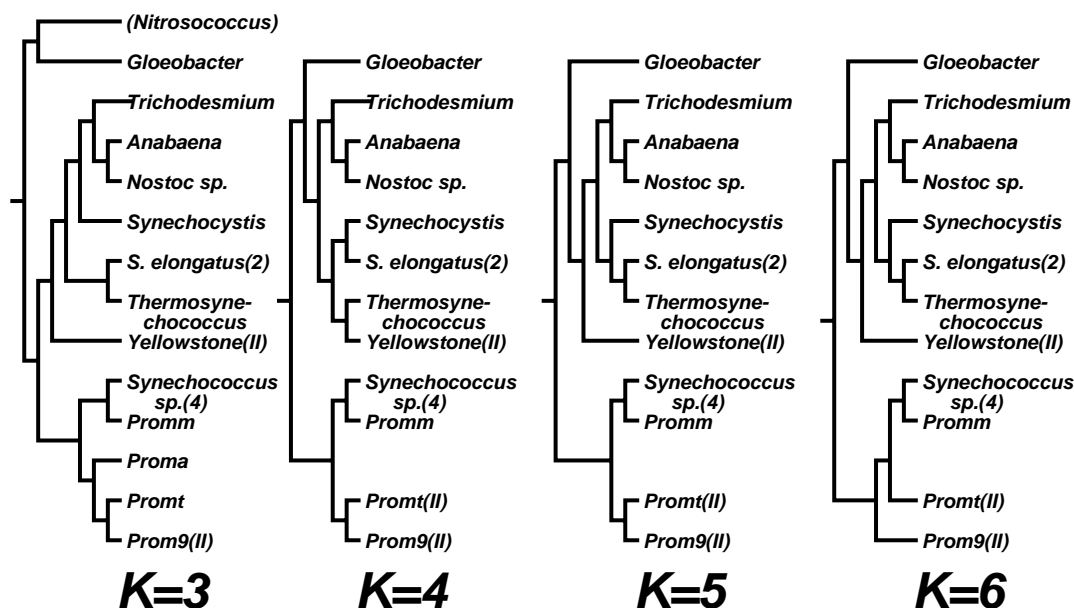 (Nitrosococcus)
Gloeobacter
Trichodesmium
Anabaena
Nostoc sp.
Synechocystis
S. elongatus(2)
Thermosyne-
chococcus
Yellowstone(II)
Synechococcus
sp.(4)
Promm
Proma
Promt
Prom9(II)
K=3
Gloeobacter
Trichodesmium
Anabaena
Nostoc sp.
Synechocystis
S. elongatus(2)
Thermosyne-
chococcus
Yellowstone(II)
Synechococcus
sp.(4)
Promm
Promt(II)
Prom9(II)
K=4
Gloeobacter
Trichodesmium
Anabaena
Nostoc sp.
Synechocystis
S. elongatus(2)
Thermosyne-
chococcus
Yellowstone(II)
Synechococcus
sp.(4)
Promm
Promt(II)
Prom9(II)
K=5
Gloeobacter
Trichodesmium
Anabaena
Nostoc sp.
Synechocystis
S. elongatus(2)
Thermosyne-
chococcus
Yellowstone(II)
Synechococcus
sp.(4)
Promm
Promt(II)
Prom9(II)
K=6